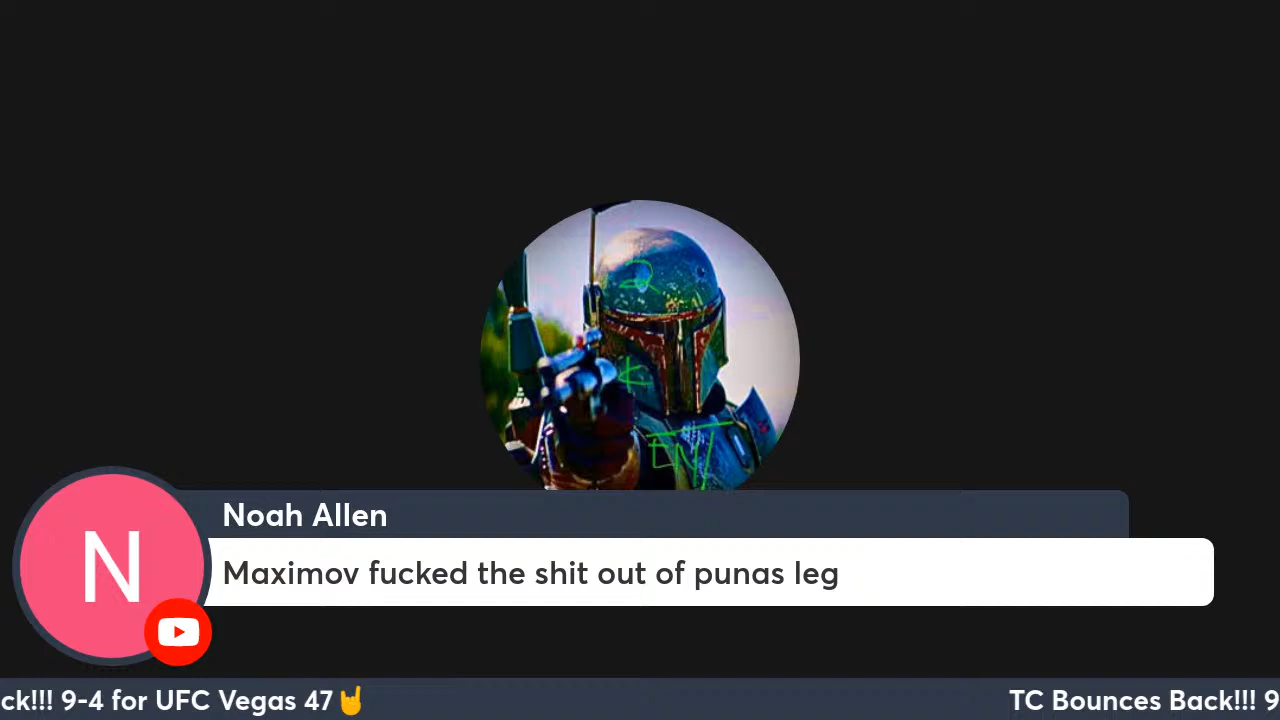 Noah Allen
N
Maximov fucked the shit out of punas leg
ck!!! 9-4 for UFC Vegas 47🤘 TC Bounces Back!!! 9